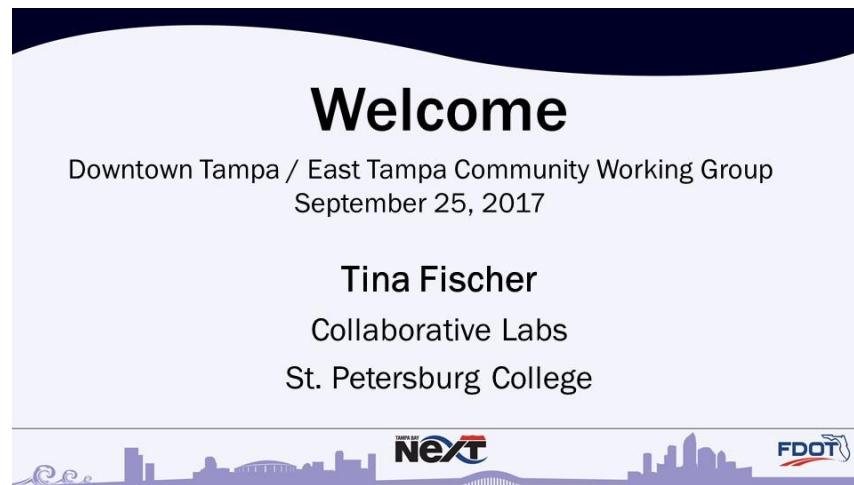 Welcome
Downtown Tampa / East Tampa Community Working Group
September 25, 2017
Tina Fischer
Collaborative Labs
St. Petersburg College
TAMPA BAY
NEXT
FDOT